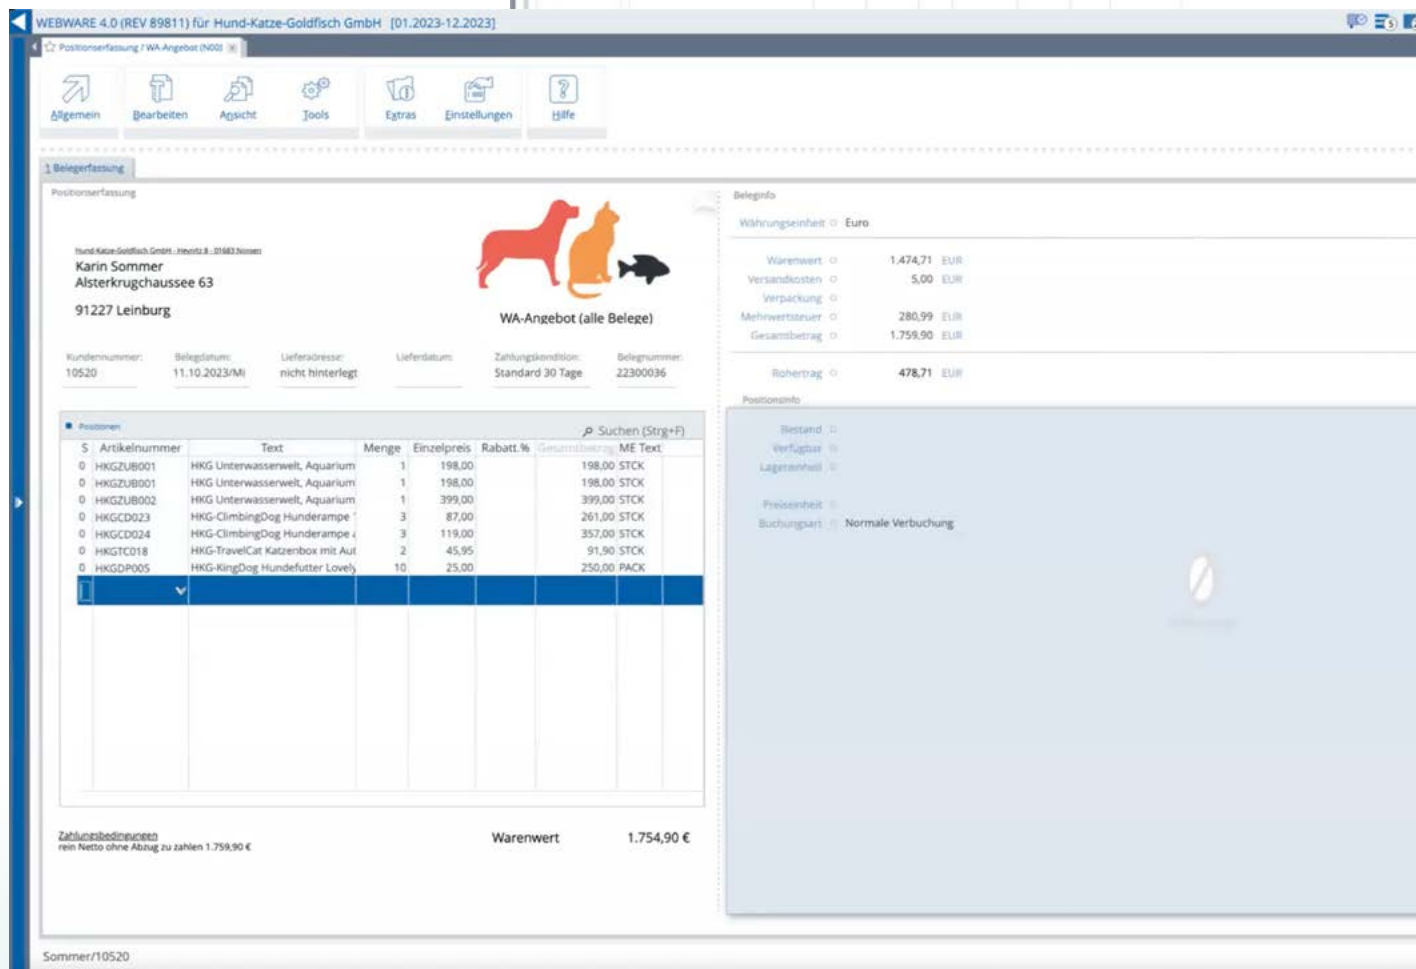 WEBWARE 4.0 (REV 89811) für Hund-Katze-Goldfisch GmbH [01.2023-12.2023]
Positionserfassung / WA-Angebot (N00)
Allgemein Bearbeiten Ansicht Tools Extras Einstellungen Hilfe
1 Belegerfassung
Positionserfassung
Hund-Katze-Goldfisch GmbH - Heynitz 8 - 01683 Nossen
Karin Sommer
Alsterkrugchaussee 63
91227 Leinburg
WA-Angebot (alle Belege)
Kundennummer: Belegdatum: Lieferadresse: Lieferdatum: Zahlungskondition: Belegnummer:
10520 11.10.2023/Mi nicht hinterlegt Standard 30 Tage 22300036
Positionen
Suchen (Strg+F)
S Artikelnummer Text Menge Einzelpreis Rabatt.% Gesamtbetrag ME Text
0 HKGZUB001 HKG Unterwasserwelt, Aquarium 1 198,00 198,00 STCK
0 HKGZUB001 HKG Unterwasserwelt, Aquarium 1 198,00 198,00 STCK
0 HKGZUB002 HKG Unterwasserwelt, Aquarium 1 399,00 399,00 STCK
0 HKGCD023 HKG-ClimbingDog Hunderampe 3 87,00 261,00 STCK
0 HKGCD024 HKG-ClimbingDog Hunderampe 3 119,00 357,00 STCK
0 HKGTC018 HKG-TravelCat Katzenbox mit Aut 2 45,95 91,90 STCK
0 HKGDP005 HKG-KingDog Hundefutter Lovely 10 25,00 250,00 PACK
Zahlungsbedingungen
rein Netto ohne Abzug zu zahlen 1.759,90 €
Warenwert 1.754,90 €
Sommer/10520
Beleginfo
Währungseinheit Euro
Warenwert 1.474,71 EUR
Versandkosten 5,00 EUR
Verpackung
Mehrwertsteuer 280,99 EUR
Gesamtbetrag 1.759,90 EUR
Rohertrag 478,71 EUR
Positionsinfo
Bestand
Verfügbar
Lagereinheit
Preiseinheit
Buchungsart Normale Verbuchung